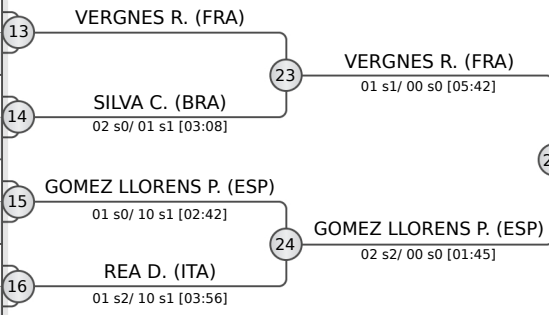 13
VERGNES R. (FRA)
14
SILVA C. (BRA)
02 s0/ 01 s1 [03:08]
23
VERGNES R. (FRA)
01 s1/ 00 s0 [05:42]
15
GOMEZ LLORENS P. (ESP)
01 s0/ 10 s1 [02:42]
16
REA D. (ITA)
01 s2/ 10 s1 [03:56]
24
GOMEZ LLORENS P. (ESP)
02 s2/ 00 s0 [01:45]